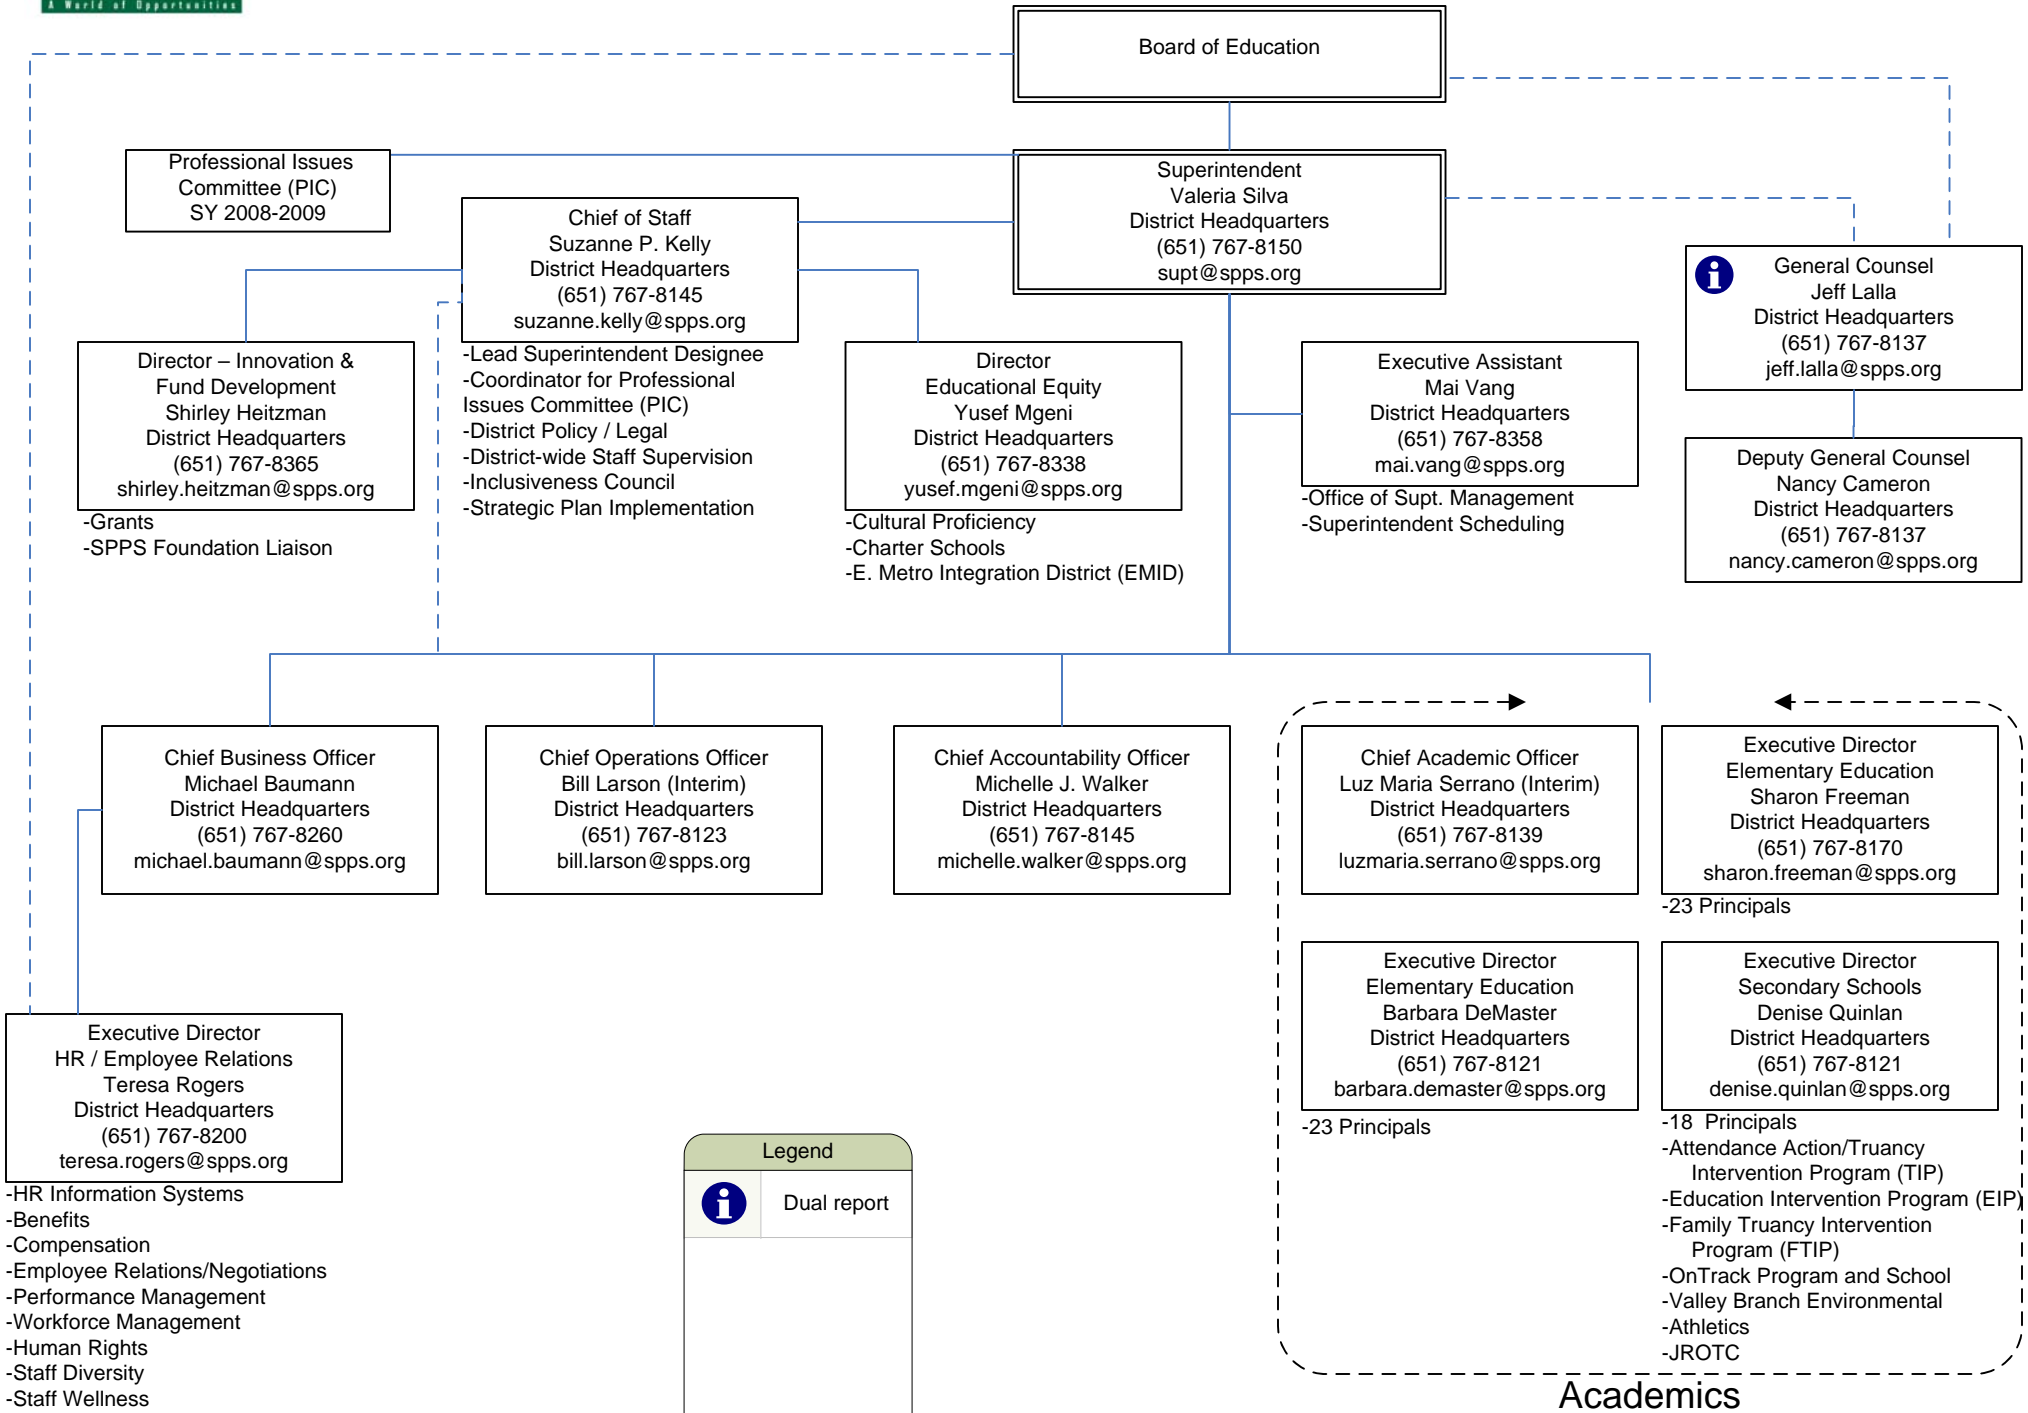 A World of Opportunities
Board of Education
Professional Issues
Committee (PIC)
SY 2008-2009
Superintendent
Valeria Silva
District Headquarters
(651) 767-8150
supt@spps.org
Chief of Staff
Suzanne P. Kelly
District Headquarters
(651) 767-8145
suzanne.kelly@spps.org
-Lead Superintendent Designee
-Coordinator for Professional
Issues Committee (PIC)
-District Policy / Legal
-District-wide Staff Supervision
-Inclusiveness Council
-Strategic Plan Implementation
General Counsel
Jeff Lalla
District Headquarters
(651) 767-8137
jeff.lalla@spps.org
Director – Innovation &
Fund Development
Shirley Heitzman
District Headquarters
(651) 767-8365
shirley.heitzman@spps.org
-Grants
-SPPS Foundation Liaison
Director
Educational Equity
Yusef Mgeni
District Headquarters
(651) 767-8338
yusef.mgeni@spps.org
-Cultural Proficiency
-Charter Schools
-E. Metro Integration District (EMID)
Executive Assistant
Mai Vang
District Headquarters
(651) 767-8358
mai.vang@spps.org
-Office of Supt. Management
-Superintendent Scheduling
Deputy General Counsel
Nancy Cameron
District Headquarters
(651) 767-8137
nancy.cameron@spps.org
Chief Business Officer
Michael Baumann
District Headquarters
(651) 767-8260
michael.baumann@spps.org
Chief Operations Officer
Bill Larson (Interim)
District Headquarters
(651) 767-8123
bill.larson@spps.org
Chief Accountability Officer
Michelle J. Walker
District Headquarters
(651) 767-8145
michelle.walker@spps.org
Chief Academic Officer
Luz Maria Serrano (Interim)
District Headquarters
(651) 767-8139
luzmaria.serrano@spps.org
Executive Director
Elementary Education
Sharon Freeman
District Headquarters
(651) 767-8170
sharon.freeman@spps.org
-23 Principals
Executive Director
Elementary Education
Barbara DeMaster
District Headquarters
(651) 767-8121
barbara.demaster@spps.org
-23 Principals
Executive Director
Secondary Schools
Denise Quinlan
District Headquarters
(651) 767-8121
denise.quinlan@spps.org
-18 Principals
-Attendance Action/Truancy
Intervention Program (TIP)
-Education Intervention Program (EIP)
-Family Truancy Intervention
Program (FTIP)
-OnTrack Program and School
-Valley Branch Environmental
-Athletics
-JROTC
Academics
Executive Director
HR / Employee Relations
Teresa Rogers
District Headquarters
(651) 767-8200
teresa.rogers@spps.org
-HR Information Systems
-Benefits
-Compensation
-Employee Relations/Negotiations
-Performance Management
-Workforce Management
-Human Rights
-Staff Diversity
-Staff Wellness
Legend
Dual report